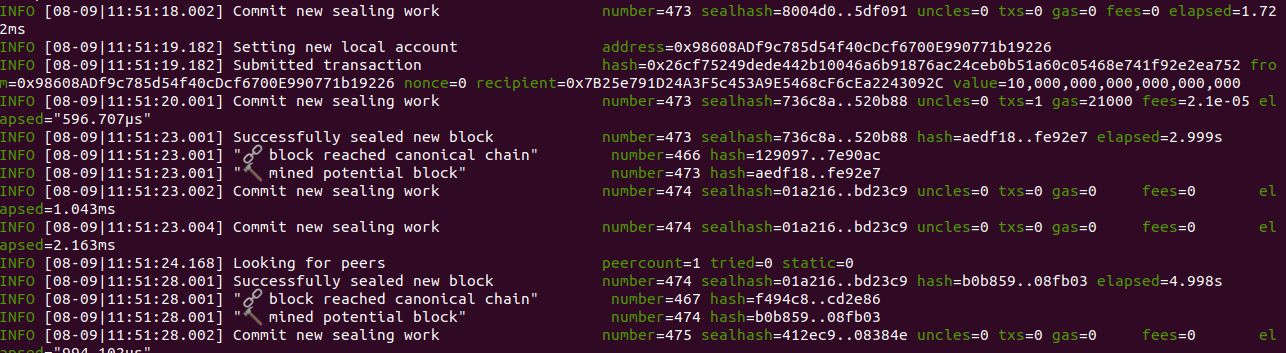 INFO [08-09|11:51:18.002] Commit new sealing work                  number=473 sealhash=8004d0..5df091 uncles=0 txs=0 gas=0 fees=0 elapsed=1.72
2ms
INFO [08-09|11:51:19.182] Setting new local account                address=0x98608ADf9c785d54f40cDcf6700E990771b19226
INFO [08-09|11:51:19.182] Submitted transaction                    hash=0x26cf75249dede442b10046a6b91876ac24ceb0b51a60c05468e741f92e2ea752 fro
m=0x98608ADf9c785d54f40cDcf6700E990771b19226 nonce=0 recipient=0x7B25e791D24A3F5c453A9E5468cF6cEa2243092C value=10,000,000,000,000,000,000
INFO [08-09|11:51:20.001] Commit new sealing work                  number=473 sealhash=736c8a..520b88 uncles=0 txs=1 gas=21000 fees=2.1e-05 el
apsed="596.707µs"
INFO [08-09|11:51:23.001] Successfully sealed new block            number=473 sealhash=736c8a..520b88 hash=aedf18..fe92e7 elapsed=2.999s
INFO [08-09|11:51:23.001] "🔗 block reached canonical chain"        number=466 hash=129097..7e90ac
INFO [08-09|11:51:23.001] "🔨 mined potential block"                number=473 hash=aedf18..fe92e7
INFO [08-09|11:51:23.002] Commit new sealing work                  number=474 sealhash=01a216..bd23c9 uncles=0 txs=0 gas=0     fees=0       el
apsed=1.043ms
INFO [08-09|11:51:23.004] Commit new sealing work                  number=474 sealhash=01a216..bd23c9 uncles=0 txs=0 gas=0     fees=0       el
apsed=2.163ms
INFO [08-09|11:51:24.168] Looking for peers                        peercount=1 tried=0 static=0
INFO [08-09|11:51:28.001] Successfully sealed new block            number=474 sealhash=01a216..bd23c9 hash=b0b859..08fb03 elapsed=4.998s
INFO [08-09|11:51:28.001] "🔗 block reached canonical chain"        number=467 hash=f494c8..cd2e86
INFO [08-09|11:51:28.001] "🔨 mined potential block"                number=474 hash=b0b859..08fb03
INFO [08-09|11:51:28.002] Commit new sealing work                  number=475 sealhash=412ec9..08384e uncles=0 txs=0 gas=0     fees=0       el
apsed="994.102µs"